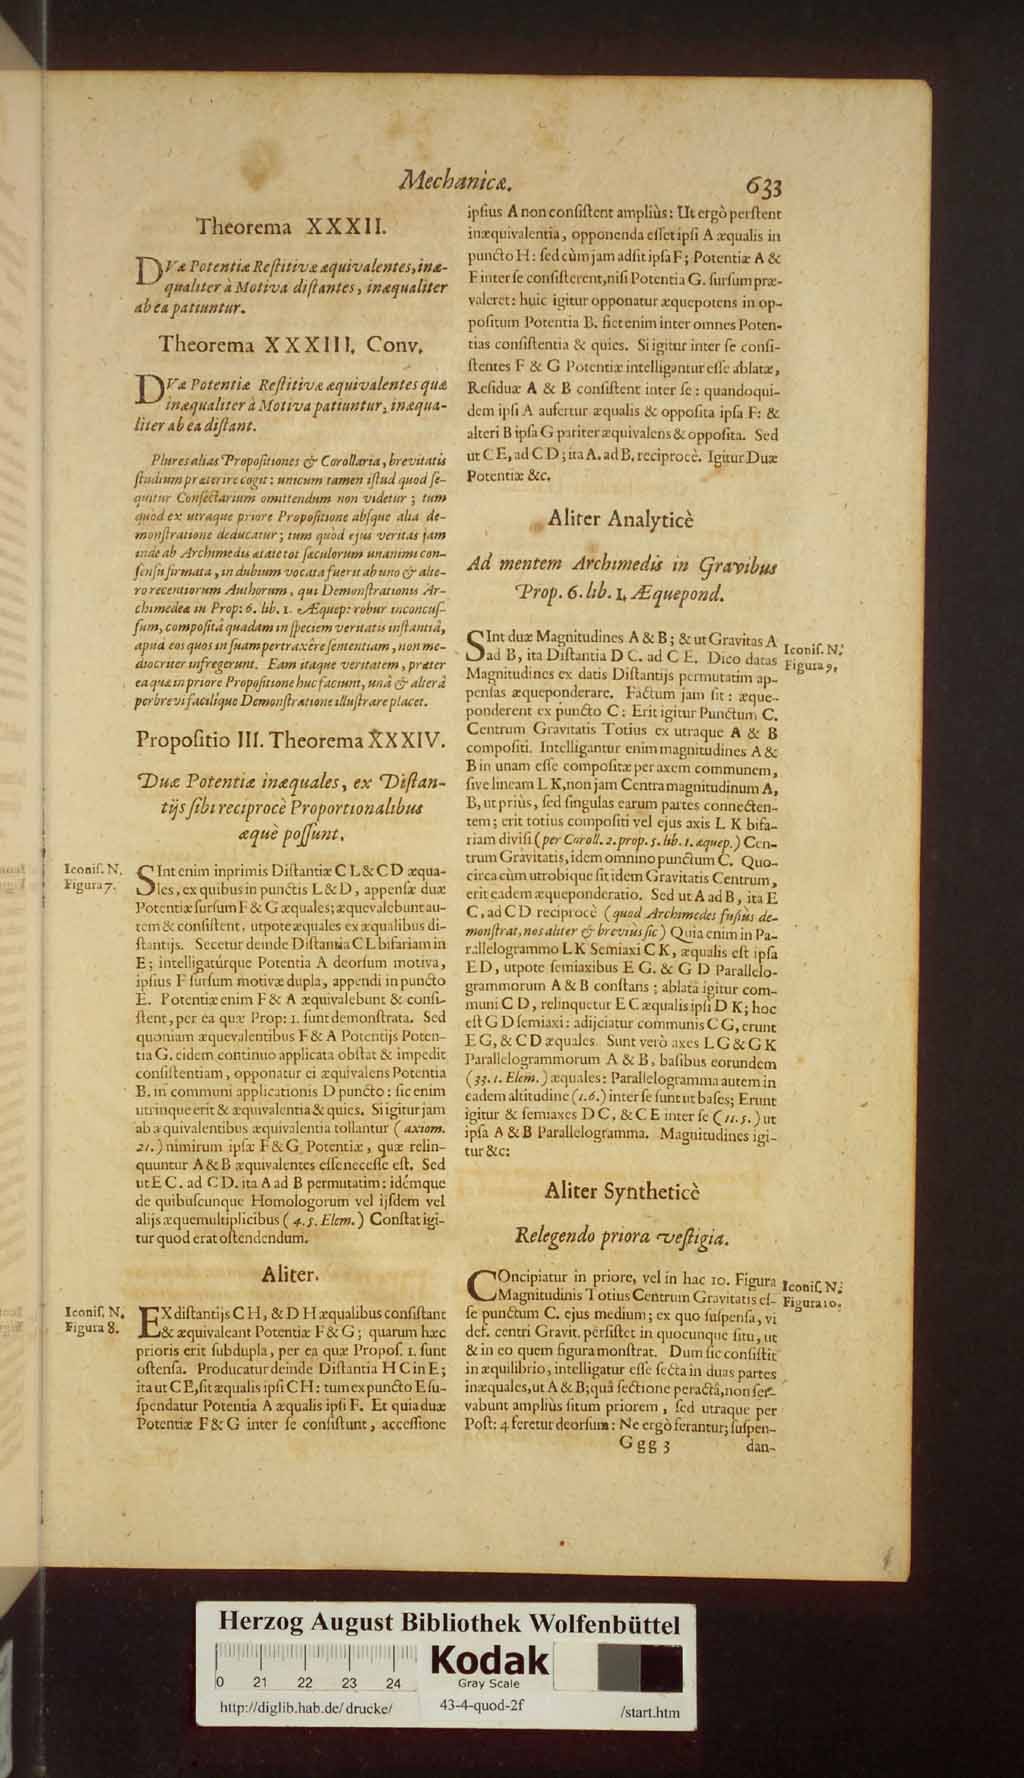 Mechanicæ. 633
Theorema XXXII.
DVæ Potentiæ Reſtitivæ æquivalentes, inæ-
qualiter à Motiva diſtantes, inæqualiter
ab ea patiuntur.
Theorema XXXIII. Conv.
DVæ Potentiæ Reſtitivæ æquivalentes quæ
inæqualiter à Motiva patiuntur, inæqua-
liter ab ea diſtant.
Plures alias Propoſitiones & Corollaria, brevitatis
ſtudium præterire cogit: unicum tamen iſtud quod ſe-
quitur Conſectarium omittendum non videtur; tum
quod ex utraque priore Propoſitione abſque alia de-
monſtratione deducatur; tum quòd ejus veritas jam
inde ab Archimedis ætate tot ſæculorum unanimi con-
ſenſu firmata, in dubium vocata fuerit ab uno & alte-
ro recentiorum Authorum, qui Demonſtrationis Ar-
chimedeæ in Prop: 6. lib. 1. Æquep: robur inconcuſ-
ſum, compoſitâ quadam in ſpeciem veritatis inſtantiâ,
apud eos quos in ſuam pertraxêre ſententiam, non me-
diocriter infregerunt. Eam itaque veritatem, præter
ea quæ in priore Propoſitione huc faciunt, unâ & alterâ
perbrevi facilique Demonſtratione illuſtrare placet.
Propoſitio III. Theorema XXXIV.
Duæ Potentiæ inæquales, ex Diſtan-
tijs ſibi reciprocè Proportionalibus
æquè poſſunt.
Iconiſ. N.
Figura 7.
SInt enim inprimis Diſtantiæ C L & C D æqua-
les, ex quibus in punctis L & D, appenſæ duæ
Potentiæ ſurſum F & G æquales; æquevalebunt au-
tem & conſiſtent, utpote æquales ex æqualibus di-
ſtantijs. Secetur deinde Diſtantia C L bifariam in
E; intelligatúrque Potentia A deorſum motiva,
ipſius F ſurſum motivæ dupla, appendi in puncto
E. Potentiæ enim F & A æquivalebunt & conſi-
ſtent, per ea quæ Prop: 1. ſunt demonſtrata. Sed
quoniam æquevalentibus F & A Potentijs Poten-
tia G. eidem continuo applicata obſtat & impedit
conſiſtentiam, opponatur ei æquivalens Potentia
B. in communi applicationis D puncto: ſic enim
utrinque erit & æquivalentia & quies. Si igitur jam
ab æquivalentibus æquivalentia tollantur (axiom.
21.) nimirum ipſæ F & G Potentiæ, quæ relin-
quuntur A & B æquivalentes eſſe neceſſe eſt. Sed
ut E C. ad C D. ita A ad B permutatim: idémque
de quibuſcunque Homologorum vel ijſdem vel
alijs æquemultiplicibus (4. 5. Elem.) Conſtat igi-
tur quod erat oſtendendum.
Aliter.
Iconiſ. N.
Figura 8.
EX diſtantijs C H, & D H æqualibus conſiſtant
& æquivaleant Potentiæ F & G; quarum hæc
prioris erit ſubdupla, per ea quæ Propoſ. 1. ſunt
oſtenſa. Producatur deinde Diſtantia H C in E;
ita ut C E, ſit æqualis ipſi C H: tum ex puncto E ſu-
ſpendatur Potentia A æqualis ipſi F. Et quia duæ
Potentiæ F & G inter ſe conſiſtunt, acceſſione
ipſius A non conſiſtent ampliùs: Ut ergò perſtent
inæquivalentia, opponenda eſſet ipſi A æqualis in
puncto H: ſed cùm jam adſit ipſa F; Potentiæ A &
F inter ſe conſiſterent, niſi Potentia G. ſurſum præ-
valeret: huic igitur opponatur æquepotens in op-
poſitum Potentia B. ſiet enim inter omnes Poten-
tias conſiſtentia & quies. Si igitur inter ſe conſi-
ſtentes F & G Potentiæ intelligantur eſſe ablatæ,
Reſiduæ A & B conſiſtent inter ſe: quandoqui-
dem ipſi A aufertur æqualis & oppoſita ipſa F: &
alteri B ipſa G pariter æquivalens & oppoſita. Sed
ut C E, ad C D; ita A. ad B, reciprocè. Igitur Duæ
Potentiæ &c.
Aliter Analyticè
Ad mentem Archimedis in Gravibus
Prop. 6. lib. 1. Æquepond.
SInt duæ Magnitudines A & B; & ut Gravitas A
ad B, ita Diſtantia D C. ad C E. Dico datas
Magnitudines ex datis Diſtantijs permutatim ap-
penſas æqueponderare. Factum jam ſit: æque-
ponderent ex puncto C: Erit igitur Punctum C.
Centrum Gravitatis Totius ex utraque A & B
compoſiti. Intelligantur enim magnitudines A &
B in unam eſſe compoſitæ per axem communem,
ſive lineam L K, non jam Centra magnitudinum A,
B, ut priùs, ſed ſingulas earum partes connecten-
tem; erit totius compoſiti vel ejus axis L K bifa-
riam diviſi (per Coroll. 2. prop. 5. lib. 1. æquep.) Cen-
trum Gravitatis, idem omnino punctum C. Quo-
circa cùm utrobique ſit idem Gravitatis Centrum,
erit eadem æqueponderatio. Sed ut A ad B, ita E
C, ad C D reciprocè (quod Archimedes fuſiùs de-
monſtrat, nos aliter & brevius ſic) Quia enim in Pa-
rallelogrammo L K Semiaxi C K, æqualis eſt ipſa
E D, utpote ſemiaxibus E G. & G D Parallelo-
grammorum A & B conſtans; ablatâ igitur com-
muni C D, relinquetur E C æqualis ipſi D K; hoc
eſt G D ſemiaxi: adijciatur communis C G, erunt
E G, & C D æquales. Sunt verò axes L G & G K
Parallelogrammorum A & B, baſibus eorundem
(33. 1. Elem.) æquales: Parallelogramma autem in
eadem altitudine (1. 6.) inter ſe ſunt ut baſes; Erunt
igitur & ſemiaxes D C, & C E inter ſe (11. 5.) ut
ipſa A & B Parallelogramma. Magnitudines igi-
tur &c:
Iconiſ. N.
Figura 9.
Aliter Syntheticè
Relegendo priora veſtigia.
COncipiatur in priore, vel in hac 10. Figura
Magnitudinis Totius Centrum Gravitatis eſ-
ſe punctum C. ejus medium; ex quo ſuſpenſa, vi
def. centri Gravit. perſiſtet in quocunque ſitu, ut
& in eo quem figura monſtrat. Dum ſic conſiſtit
in æquilibrio, intelligatur eſſe ſecta in duas partes
inæquales, ut A & B; quâ ſectione peractâ, non ſer-
vabunt amplius ſitum priorem, ſed utraque per
Poſt: 4 feretur deorſum: Ne ergò ferantur; ſuſpen-
Iconiſ. N.
Figura 10.
G gg 3 dan-
Herzog August Bibliothek Wolfenbüttel
0 21 22 23 24
Kodak
Gray Scale
http://diglib.hab.de/drucke/ 43-4-quod-2f /start.htm